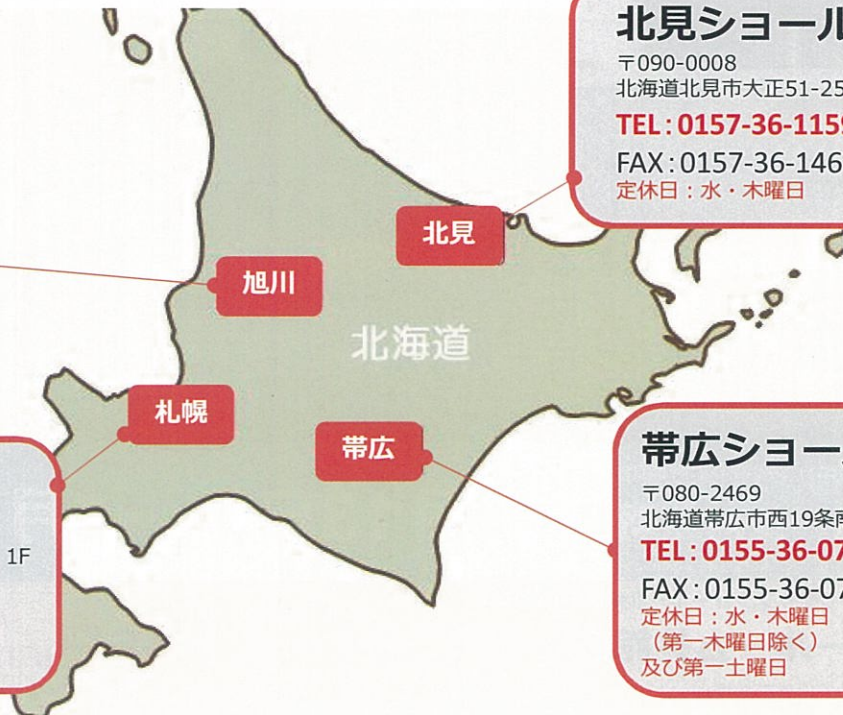 北見ショール
〒090-0008
北海道北見市大正51-25
TEL：0157-36-1159
FAX：0157-36-146
定休日：水・木曜日
北見
旭川
北海道
札幌
帯広
1F
帯広ショー
〒080-2469
北海道帯広市西19条南
TEL：0155-36-07
FAX：0155-36-07
定休日：水・木曜日
（第一木曜日除く）
及び第一土曜日